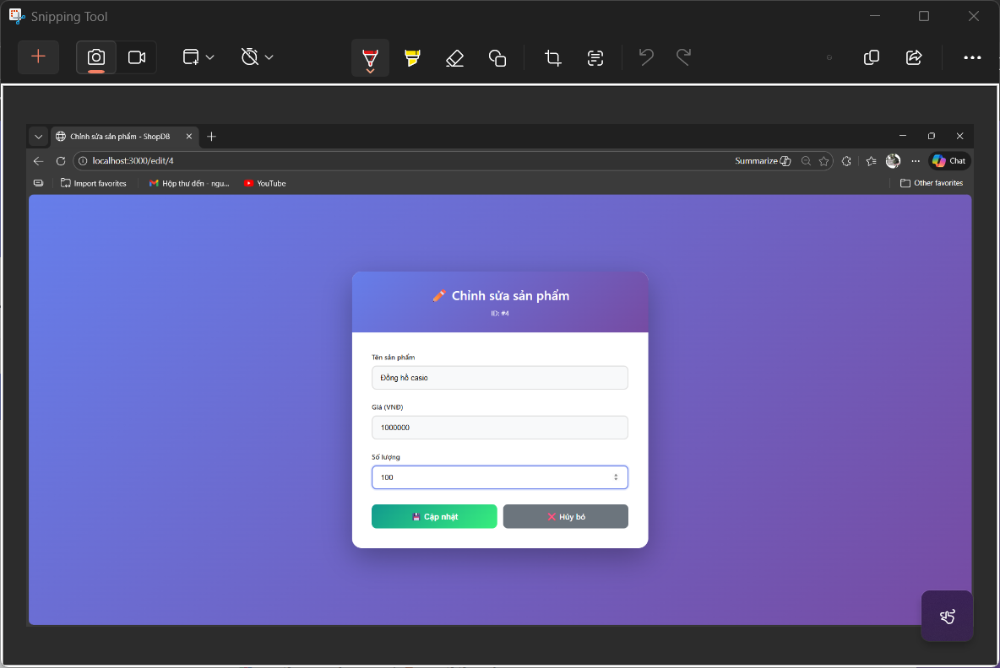 Snipping Tool
Chỉnh sửa sản phẩm - ShopDB
localhost:3000/edit/4
Summarize
Chat
Import favorites
Hộp thư đến - ngu...
YouTube
Other favorites
Chỉnh sửa sản phẩm
ID: #4
Tên sản phẩm
Đồng hồ casio
Giá (VNĐ)
1000000
Số lượng
100
Cập nhật
Hủy bỏ